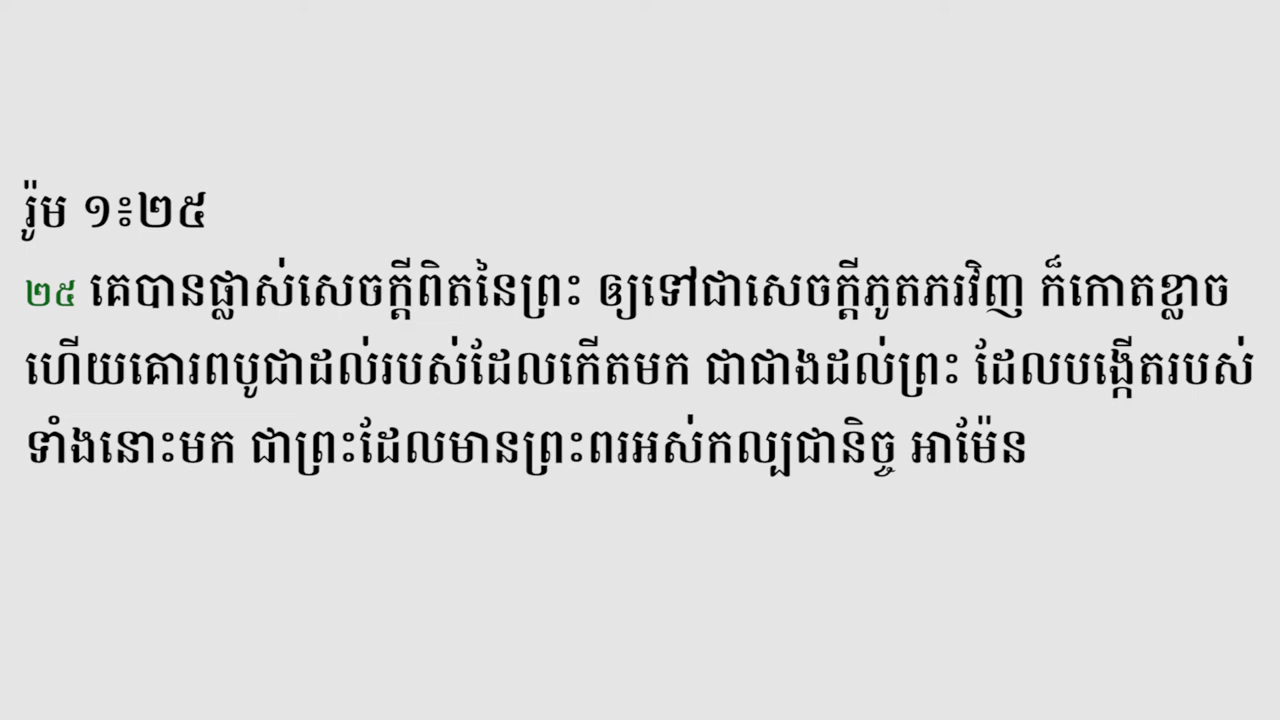 រ៉ូម ១៖២៥
២៥ គេបានផ្លាស់សេចក្ដីពិតនៃព្រះ ឲ្យទៅជាសេចក្ដីភូតភរវិញ ក៏កោតខ្លាច
ហើយគោរពបូជាដល់របស់ដែលកើតមក ជាជាងដល់ព្រះ ដែលបង្កើតរបស់
ទាំងនោះមក ជាព្រះដែលមានព្រះពរអស់កល្បជានិច្ច អាម៉ែន